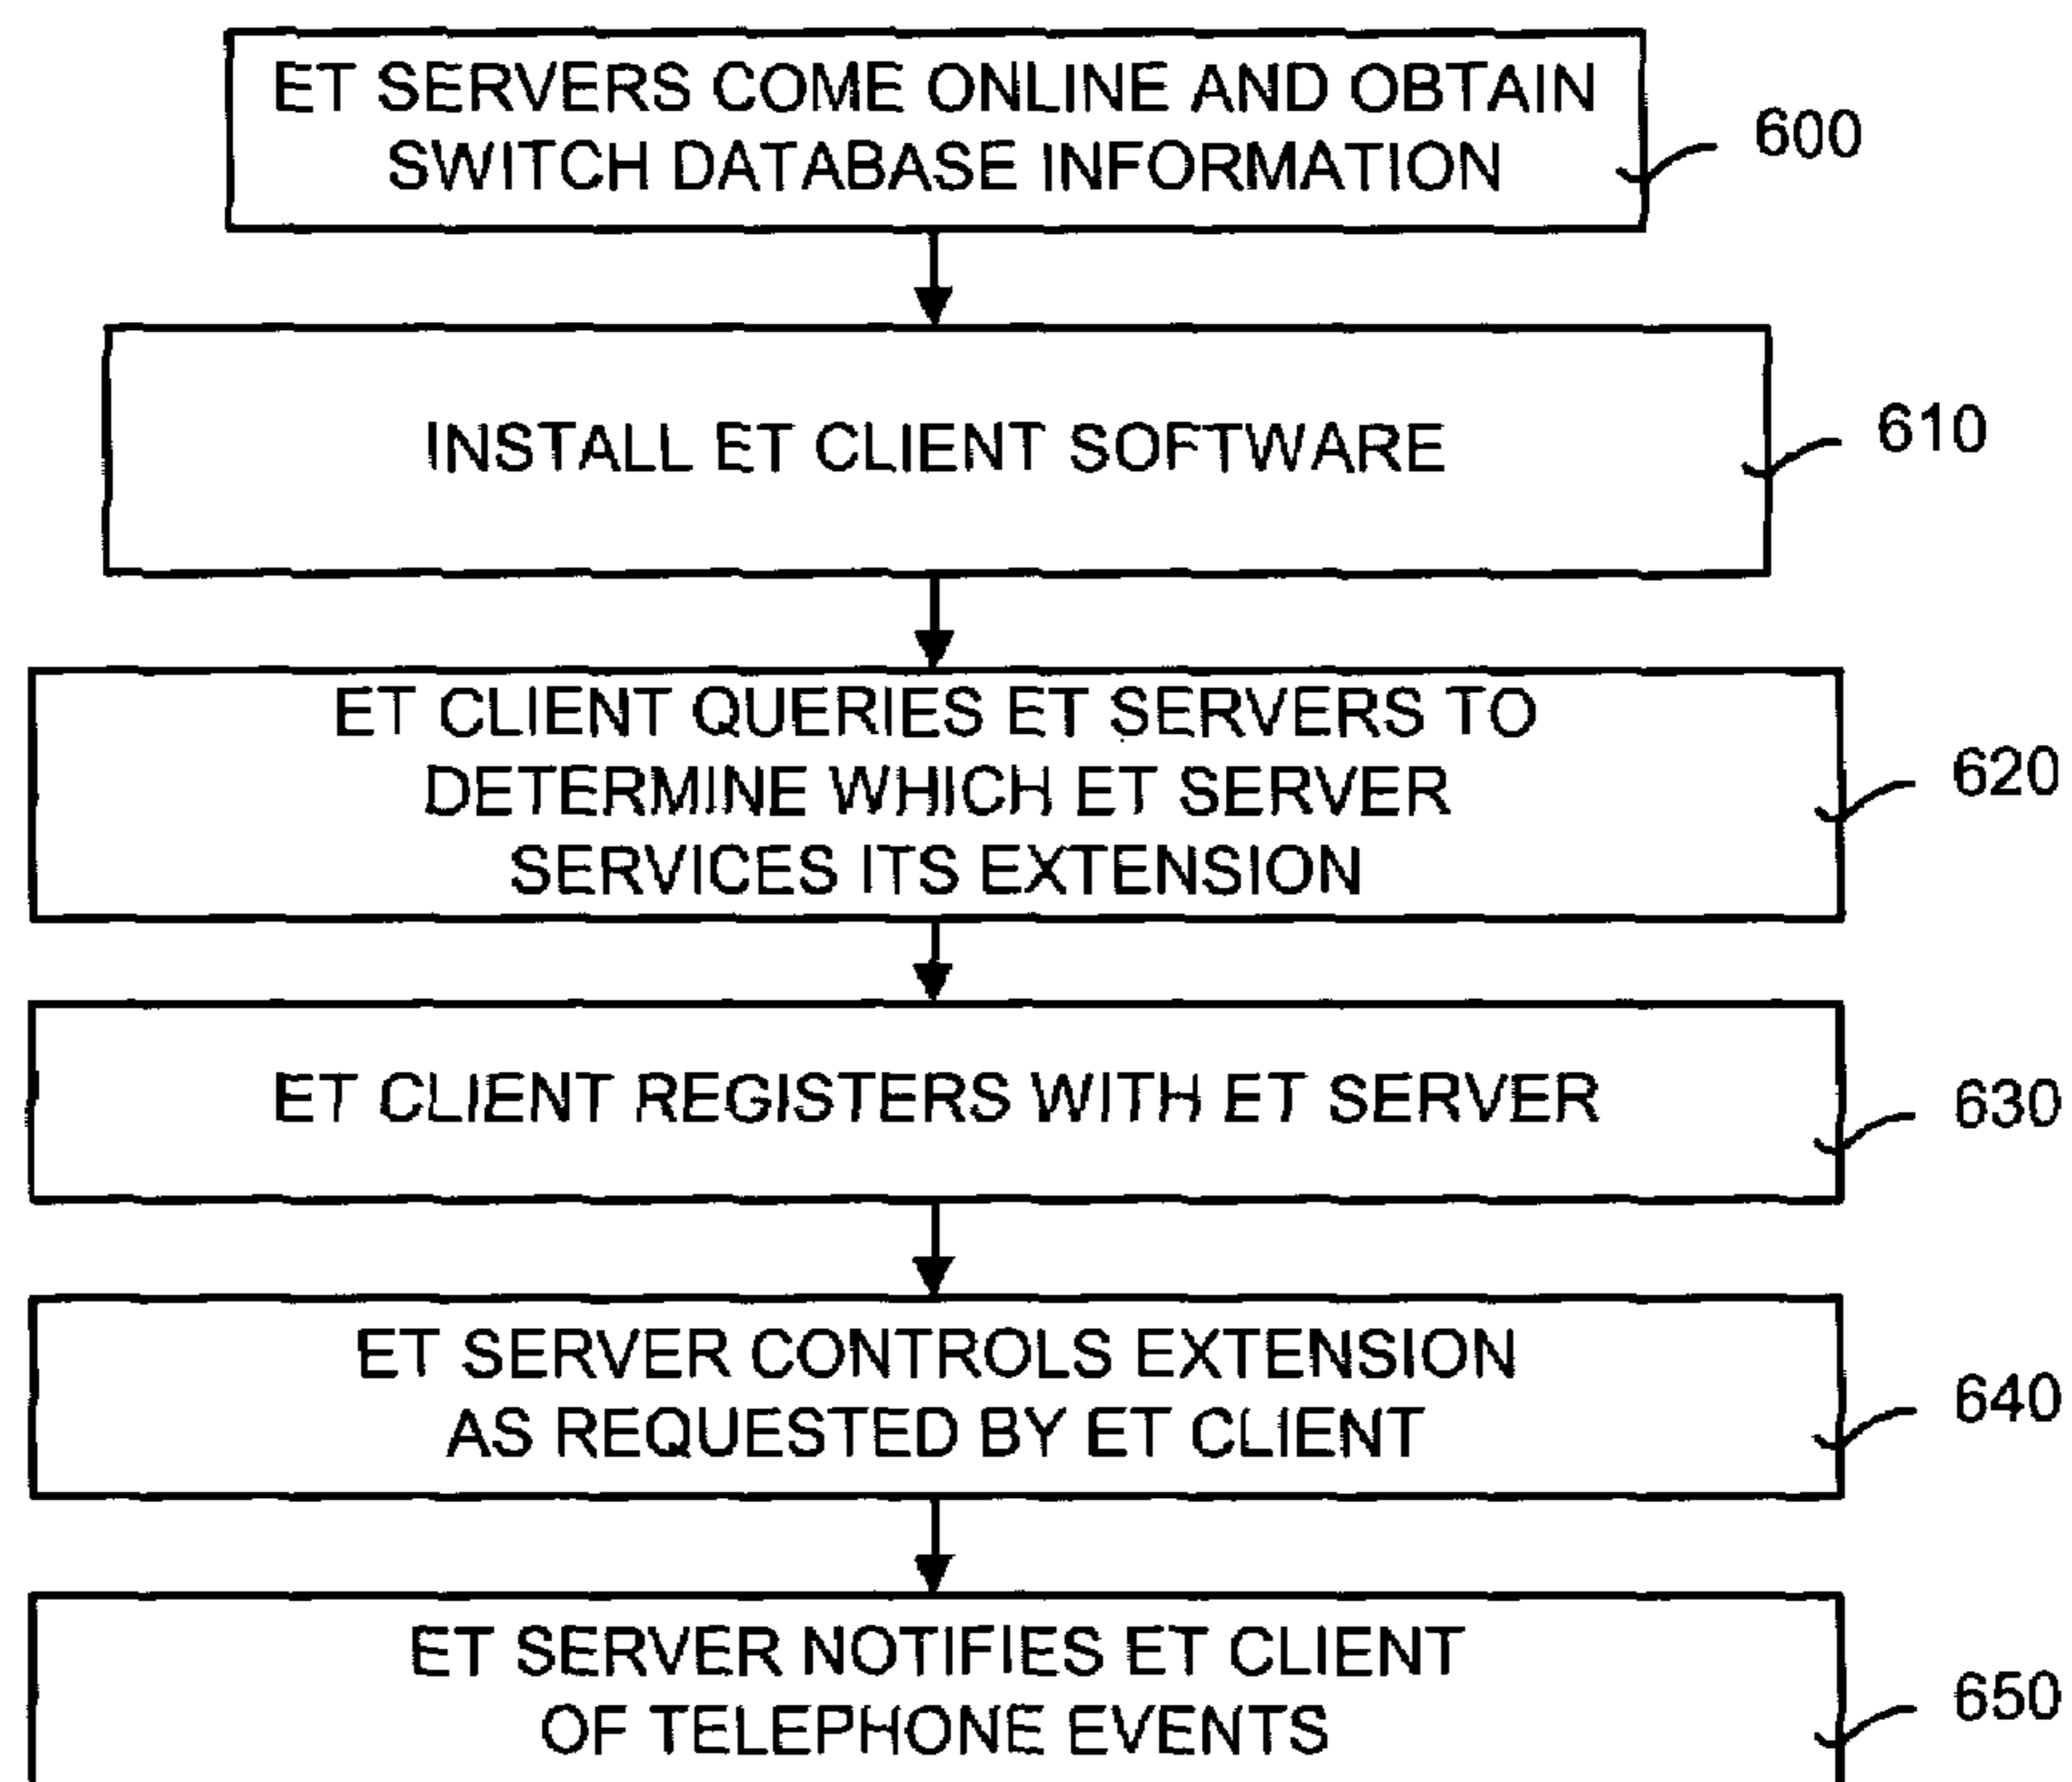 ET SERVERS COME ONLINE AND OBTAIN
SWITCH DATABASE INFORMATION
600
INSTALL ET CLIENT SOFTWARE
610
ET CLIENT QUERIES ET SERVERS TO
DETERMINE WHICH ET SERVER
SERVICES ITS EXTENSION
620
ET CLIENT REGISTERS WITH ET SERVER
630
ET SERVER CONTROLS EXTENSION
AS REQUESTED BY ET CLIENT
640
ET SERVER NOTIFIES ET CLIENT
OF TELEPHONE EVENTS
650